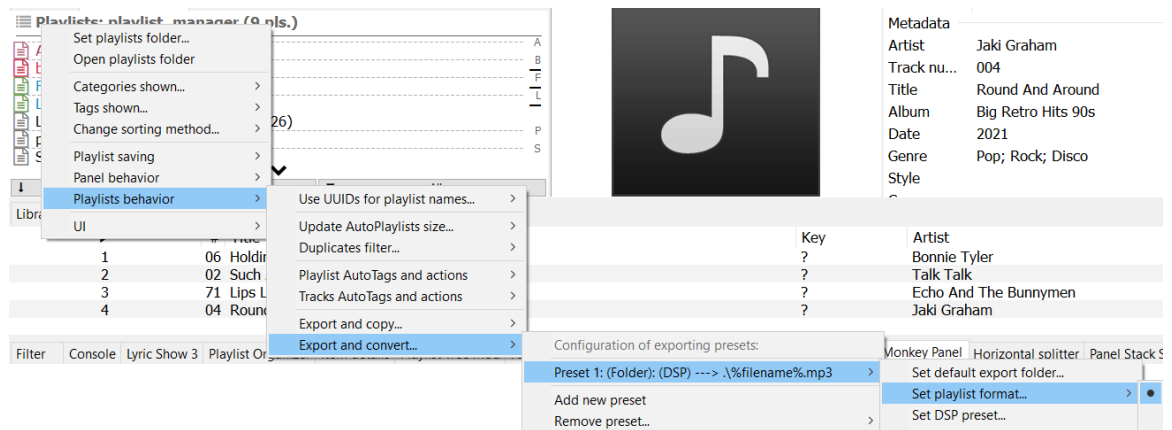 Playlists: playlist_manager (9 pls.)
Set playlists folder...
Open playlists folder
Categories shown...
Tags shown...
Change sorting method...
Playlist saving
Panel behavior
Playlists behavior
UI
A
B
F
L
P
S
26)
Metadata
Artist Jaki Graham
Track nu... 004
Title Round And Around
Album Big Retro Hits 90s
Date 2021
Genre Pop; Rock; Disco
Style
Use UUIDs for playlist names...
Update AutoPlaylists size...
Duplicates filter...
Playlist AutoTags and actions
Tracks AutoTags and actions
Export and copy...
Export and convert...
Key Artist
1 06 Holdin ? Bonnie Tyler
2 02 Such ? Talk Talk
3 71 Lips L ? Echo And The Bunnymen
4 04 Round ? Jaki Graham
Filter Console Lyric Show 3 Playlist Monkey Panel Horizontal splitter Panel Stack S
Configuration of exporting presets:
Preset 1: (Folder): (DSP) ---> .\%filename%.mp3
Add new preset
Remove preset...
Set default export folder...
Set playlist format...
Set DSP preset...